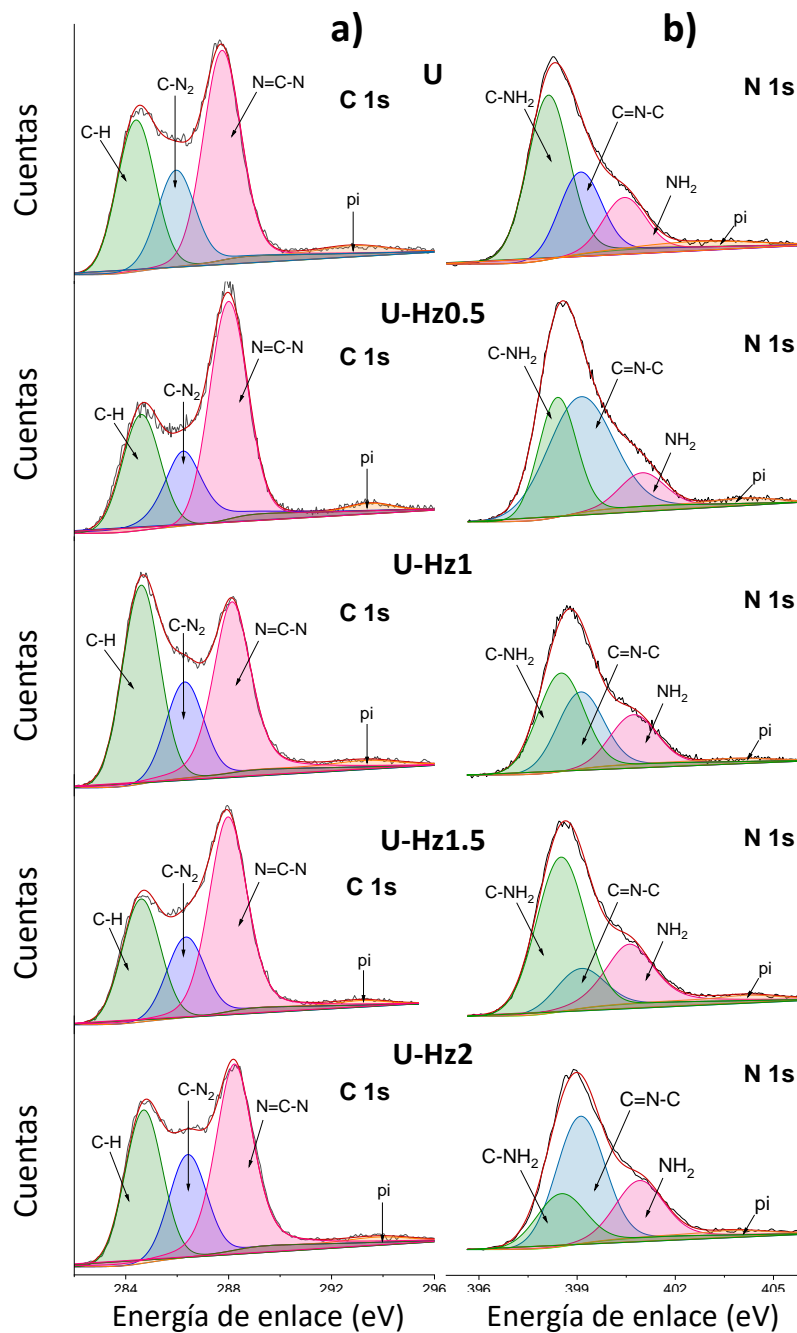 a)
b)
U
Cuentas
C-H
C-N2
N=C-N
C 1s
pi
C-NH2
C=N-C
NH2
N 1s
pi
U-Hz0.5
Cuentas
C-H
C-N2
N=C-N
C 1s
pi
C-NH2
C=N-C
NH2
N 1s
pi
U-Hz1
Cuentas
C-H
C-N2
N=C-N
C 1s
pi
C-NH2
C=N-C
NH2
N 1s
pi
U-Hz1.5
Cuentas
C-H
C-N2
N=C-N
C 1s
pi
C-NH2
C=N-C
NH2
N 1s
pi
U-Hz2
Cuentas
C-H
C-N2
N=C-N
C 1s
pi
C-NH2
C=N-C
NH2
N 1s
pi
284 288 292 296
396 399 402 405
Energía de enlace (eV)
Energía de enlace (eV)